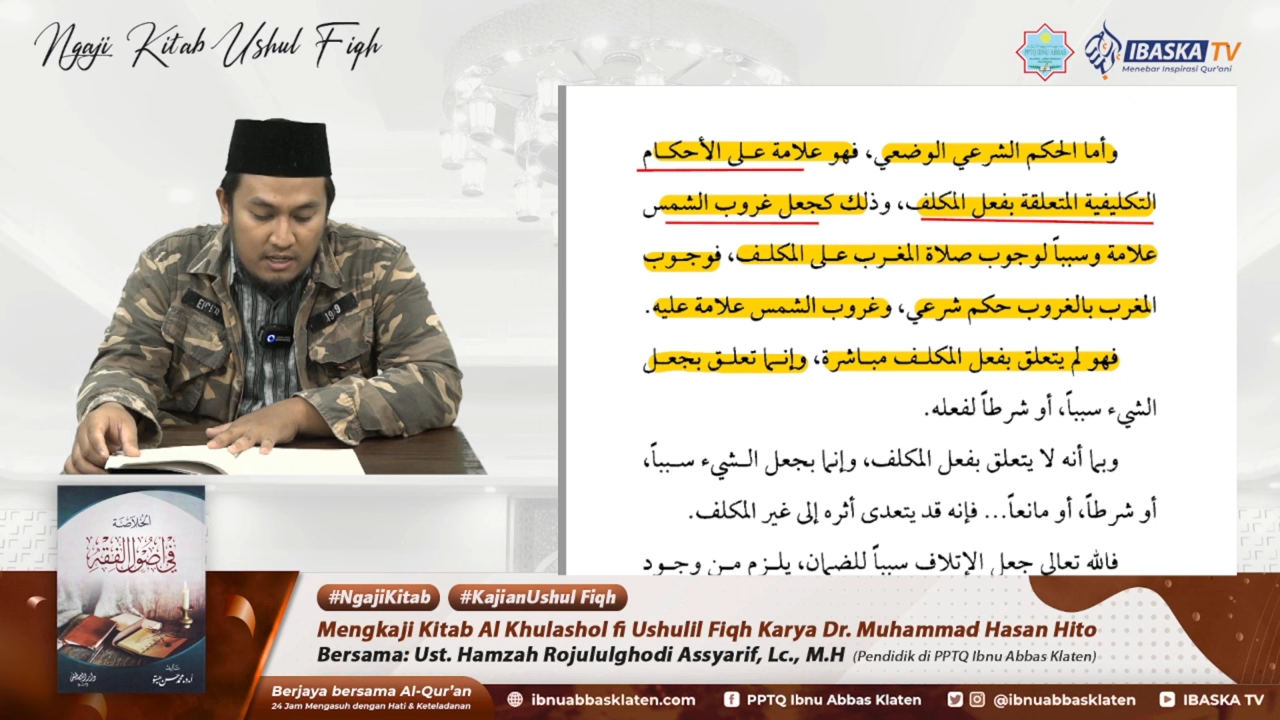 Ngaji Kitab Ushul Fiqh
PPTQ IBNU ABBAS
IBASKA TV
Menebar Inspirasi Qur'ani
وأما الحكم الشرعي الوضعي، فهو علامة على الأحكام
التكليفية المتعلقة بفعل المكلف، وذلك كجعل غروب الشمس
علامة وسبباً لوجوب صلاة المغرب على المكلف، فوجوب
المغرب بالغروب حكم شرعي، وغروب الشمس علامة عليه.
فهو لم يتعلق بفعل المكلف مباشرة، وإنما تعلق بجعل
الشيء سبباً، أو شرطاً لفعله.
وبما أنه لا يتعلق بفعل المكلف، وإنما بجعل الشيء سبباً،
أو شرطاً، أو مانعاً... فإنه قد يتعدى أثره إلى غير المكلف.
فالله تعالى جعل الإتلاف سبباً للضمان، يلزم من وجود
1919
الخلاصة
في أصول الفقه
#NgajiKitab #KajianUshul Fiqh
Mengkaji Kitab Al Khulashol fi Ushulil Fiqh Karya Dr. Muhammad Hasan Hito
Bersama: Ust. Hamzah Rojululghodi Assyarif, Lc., M.H (Pendidik di PPTQ Ibnu Abbas Klaten)
Berjaya bersama Al-Qur'an
24 Jam Mengasuh dengan Hati & Keteladanan
ibnuabbasklaten.com PPTQ Ibnu Abbas Klaten @ibnuabbasklaten IBASKA TV